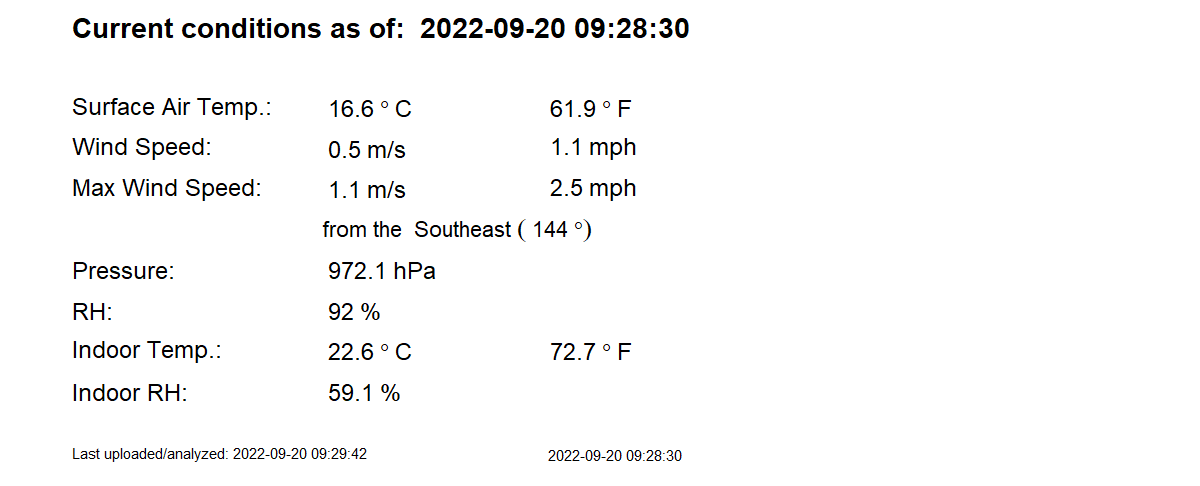 Current conditions as of:  2022-09-20 09:28:30
Surface Air Temp.: 16.6 ° C 61.9 ° F
Wind Speed: 0.5 m/s 1.1 mph
Max Wind Speed: 1.1 m/s 2.5 mph
from the  Southeast ( 144 °)
Pressure: 972.1 hPa
RH: 92 %
Indoor Temp.: 22.6 ° C 72.7 ° F
Indoor RH: 59.1 %
Last uploaded/analyzed: 2022-09-20 09:29:42 2022-09-20 09:28:30